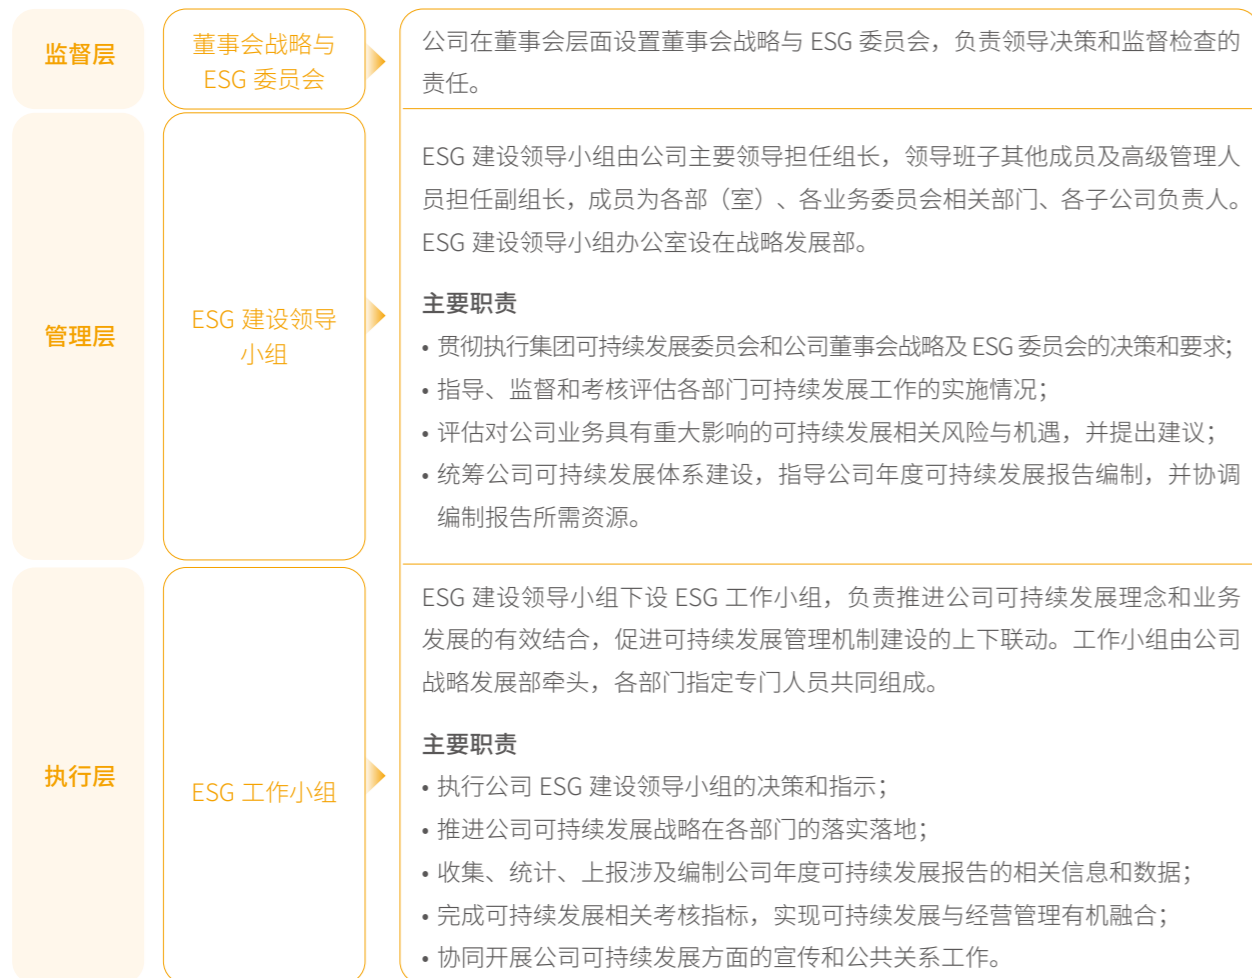 监督层
董事会战略与
ESG 委员会
公司在董事会层面设置董事会战略与 ESG 委员会，负责领导决策和监督检查的
责任。
管理层
ESG 建设领导
小组
ESG 建设领导小组由公司主要领导担任组长，领导班子其他成员及高级管理人
员担任副组长，成员为各部（室）、各业务委员会相关部门、各子公司负责人。
ESG 建设领导小组办公室设在战略发展部。
主要职责
• 贯彻执行集团可持续发展委员会和公司董事会战略及 ESG 委员会的决策和要求；
• 指导、监督和考核评估各部门可持续发展工作的实施情况；
• 评估对公司业务具有重大影响的可持续发展相关风险与机遇，并提出建议；
• 统筹公司可持续发展体系建设，指导公司年度可持续发展报告编制，并协调
编制报告所需资源。
执行层
ESG 工作小组
ESG 建设领导小组下设 ESG 工作小组，负责推进公司可持续发展理念和业务
发展的有效结合，促进可持续发展管理机制建设的上下联动。工作小组由公司
战略发展部牵头，各部门指定专门人员共同组成。
主要职责
• 执行公司 ESG 建设领导小组的决策和指示；
• 推进公司可持续发展战略在各部门的落实落地；
• 收集、统计、上报涉及编制公司年度可持续发展报告的相关信息和数据；
• 完成可持续发展相关考核指标，实现可持续发展与经营管理有机融合；
• 协同开展公司可持续发展方面的宣传和公共关系工作。